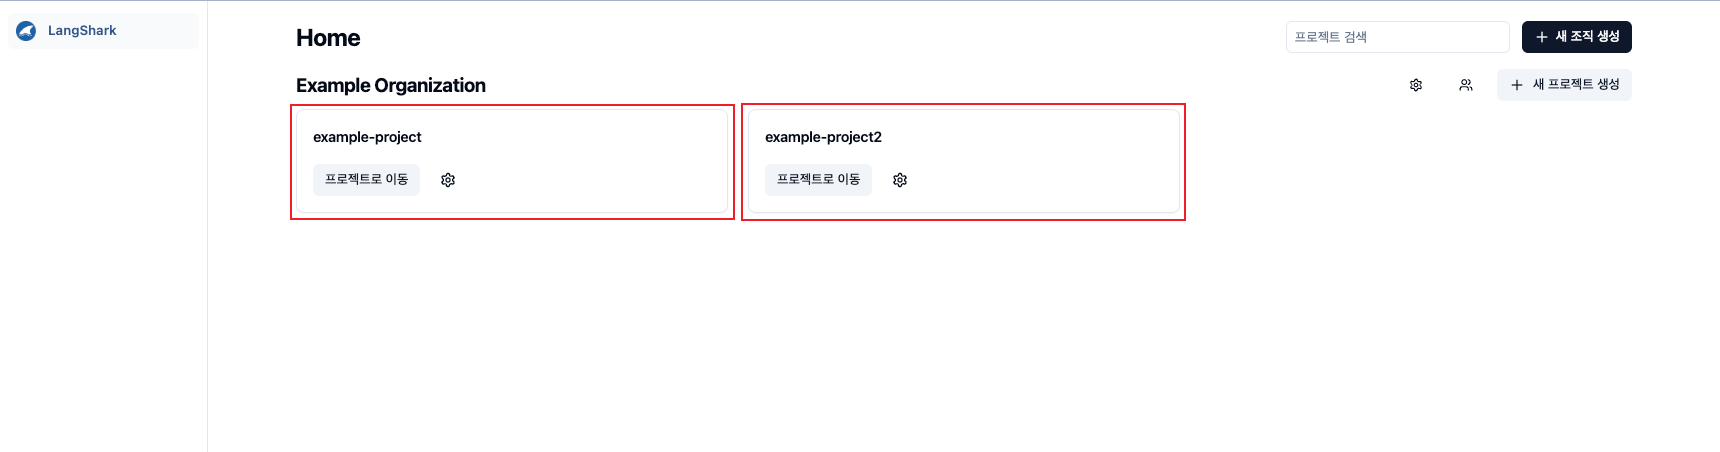 LangShark
Home
프로젝트 검색
새 조직 생성
Example Organization
새 프로젝트 생성
example-project
프로젝트로 이동
example-project2
프로젝트로 이동